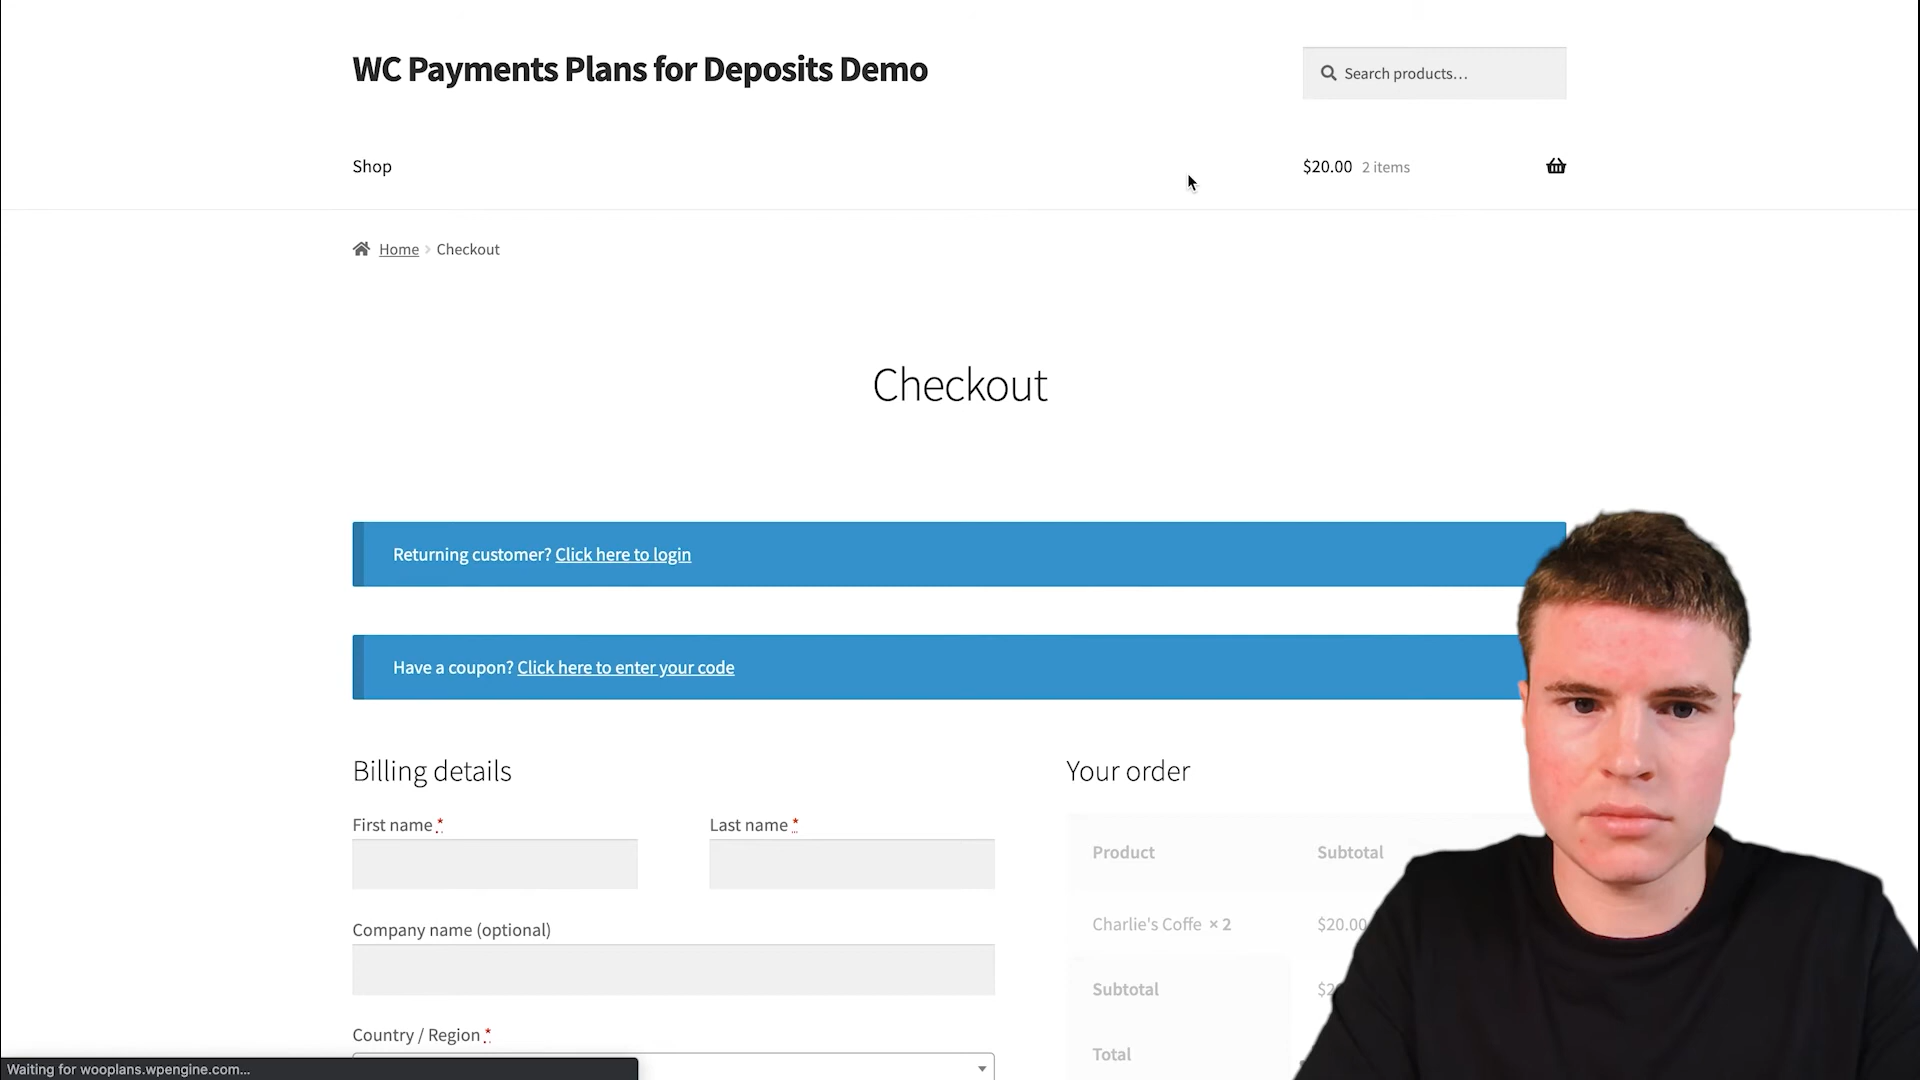 WC Payments Plans for Deposits Demo
Search products...
Shop
$20.00 2 items
Home Checkout
Checkout
Returning customer? Click here to login
Have a coupon? Click here to enter your code
Billing details
Your order
First name *
Last name *
Product Subtotal
Charlie's Coffe × 2 $20.00
Company name (optional)
Subtotal
Country / Region *
Total
Waiting for wooplans.wpengine.com...